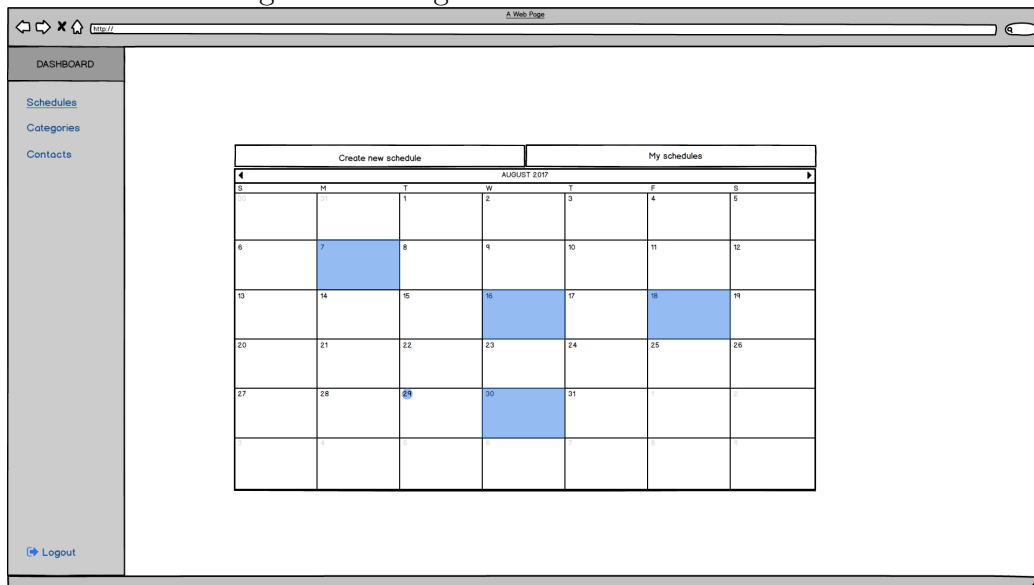 A Web Page
http://
DASHBOARD
Schedules
Categories
Contacts
Create new schedule
My schedules
AUGUST 2017
S M T W T F S
30 31 1 2 3 4 5
6 7 8 9 10 11 12
13 14 15 16 17 18 19
20 21 22 23 24 25 26
27 28 29 30 31 1 2
3 4 5 6 7 8 9
Logout